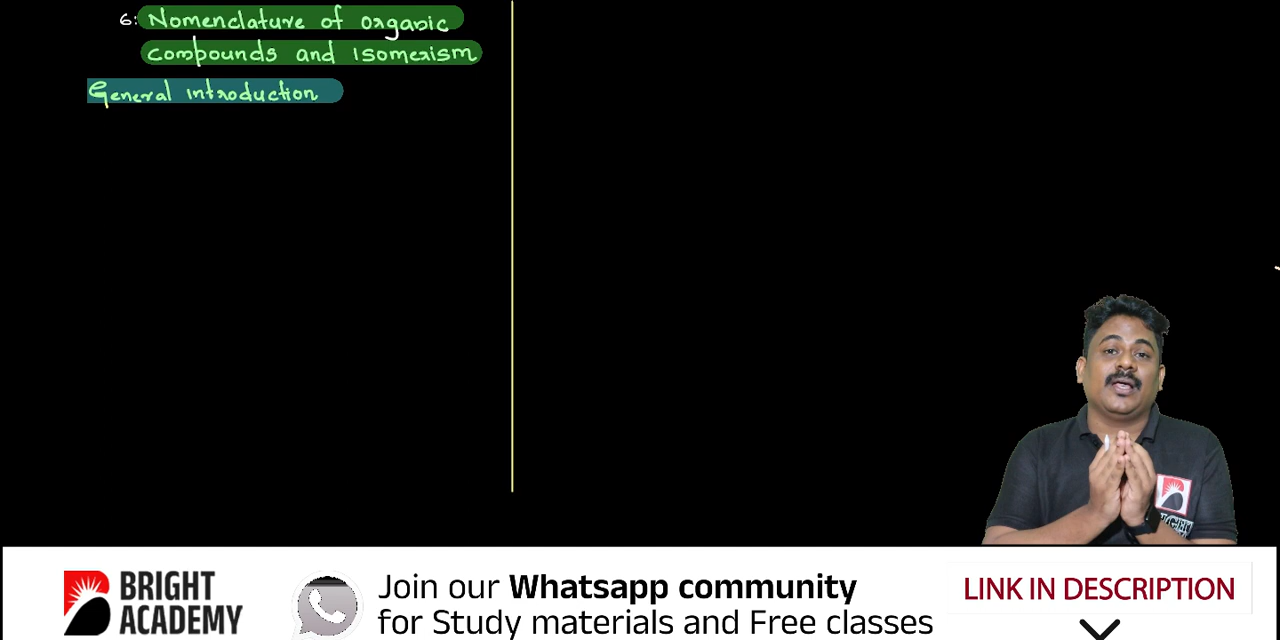 6: Nomenclature of organic
compounds and Isomerism
General introduction
BRIGHT
ACADEMY
Join our Whatsapp community
for Study materials and Free classes
LINK IN DESCRIPTION